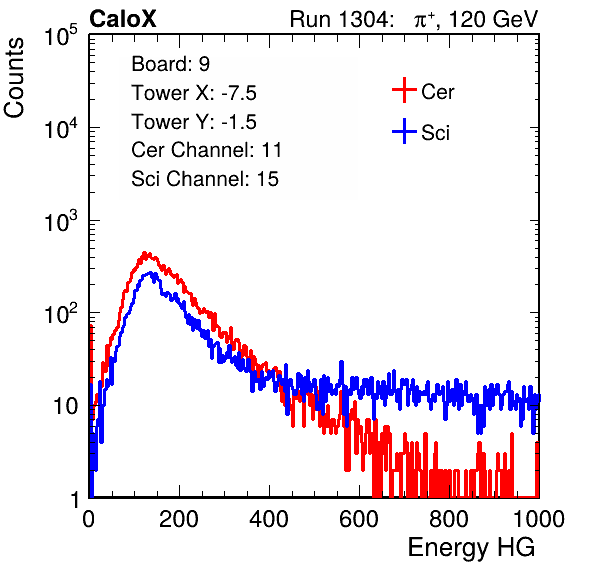 CaloX Run 1304: π⁺, 120 GeV
Counts
Board: 9
Tower X: -7.5
Tower Y: -1.5
Cer Channel: 11
Sci Channel: 15
Cer
Sci
10⁵
10⁴
10³
10²
10
1
0 200 400 600 800 1000
Energy HG